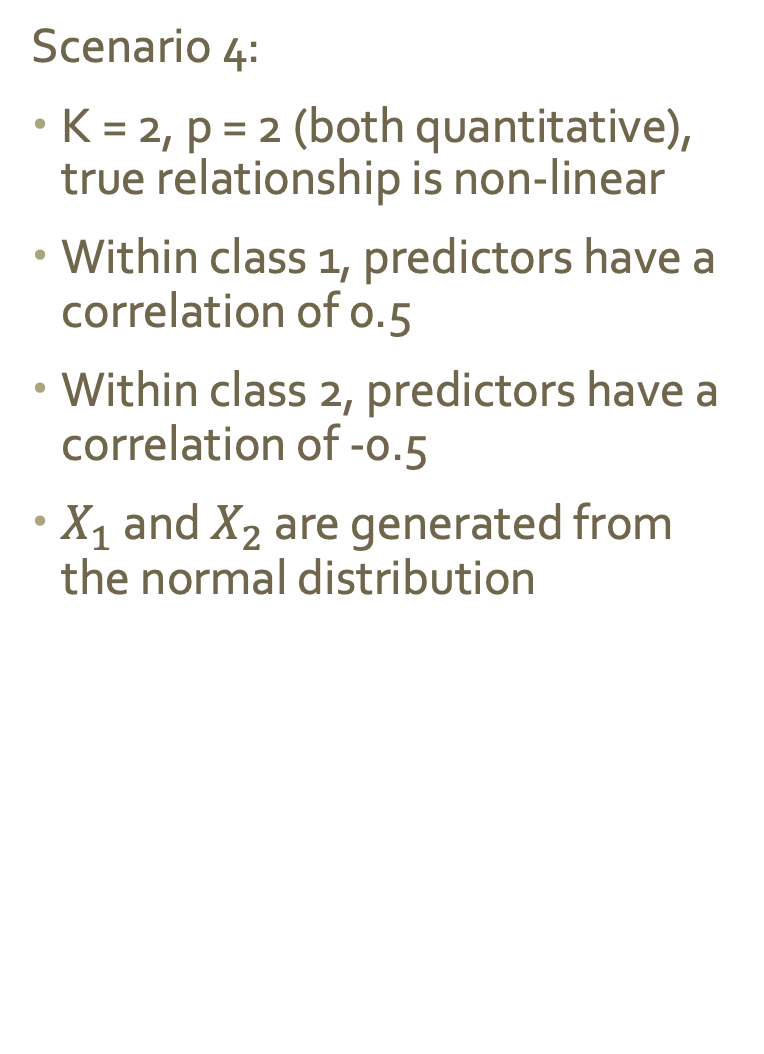 Scenario 4:
• K = 2, p = 2 (both quantitative),
true relationship is non-linear
• Within class 1, predictors have a
correlation of 0.5
• Within class 2, predictors have a
correlation of -0.5
• X₁ and X₂ are generated from
the normal distribution